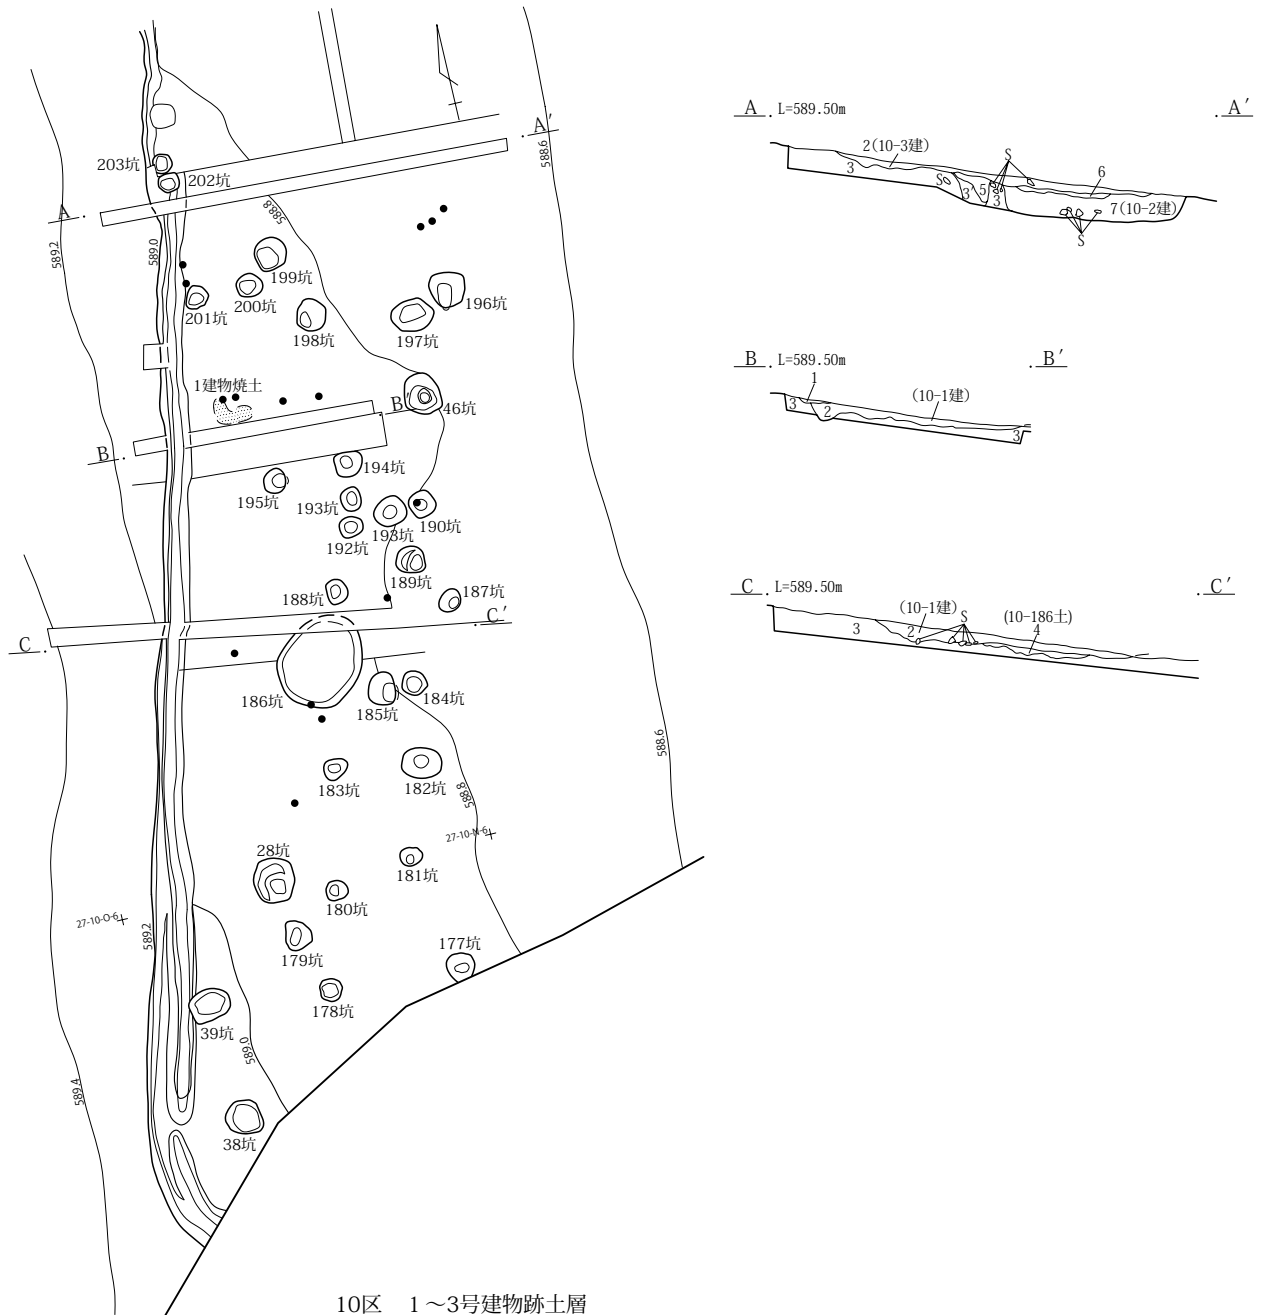 A′
588.6
203坑
202坑
A
588.8
589.2
589.0
199坑
200坑
201坑
198坑
196坑
197坑
1建物焼土
B′
46坑
B
194坑
195坑
193坑
193坑
190坑
192坑
189坑
187坑
188坑
C′
C
186坑
185坑
184坑
588.6
183坑
182坑
588.8
27-10-N-6
28坑
181坑
180坑
27-10-O-6
589.2
179坑
177坑
178坑
39坑
589.0
589.4
38坑
A L=589.50m A′
2(10-3建)
S
3
6
S
3′
5
3
7(10-2建)
S
B L=589.50m B′
1
(10-1建)
3
2
3
C L=589.50m C′
(10-1建)
S
(10-186土)
3
2
4
10区 1～3号建物跡土層